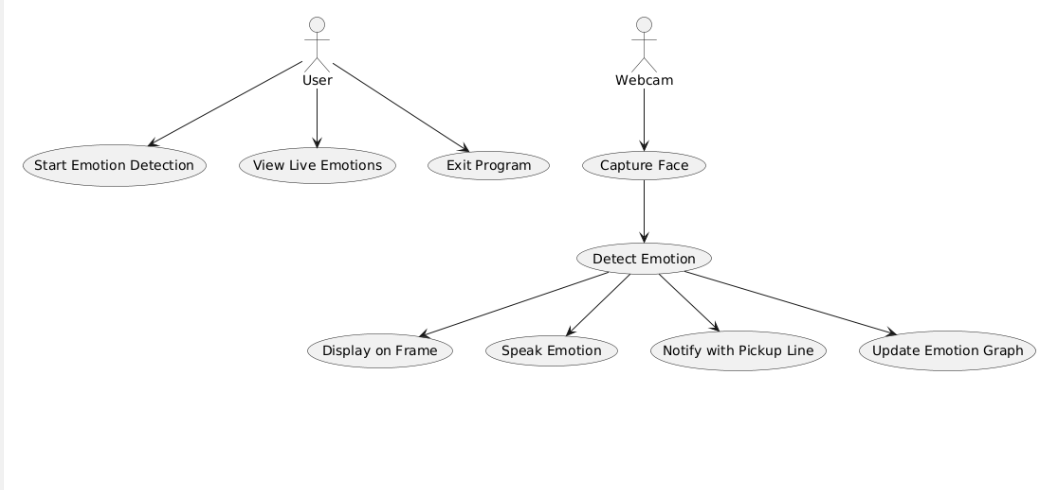 User
Webcam
Start Emotion Detection
View Live Emotions
Exit Program
Capture Face
Detect Emotion
Display on Frame
Speak Emotion
Notify with Pickup Line
Update Emotion Graph